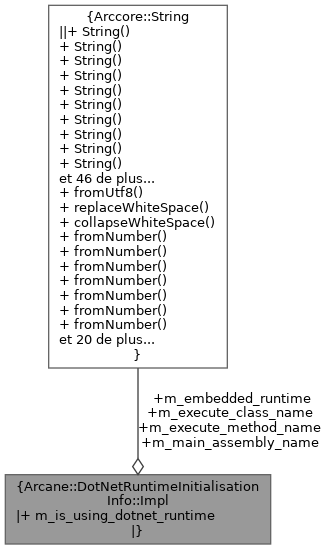 {Arccore::String
||+ String()
+ String()
+ String()
+ String()
+ String()
+ String()
+ String()
+ String()
+ String()
+ String()
et 46 de plus...
+ fromUtf8()
+ replaceWhiteSpace()
+ collapseWhiteSpace()
+ fromNumber()
+ fromNumber()
+ fromNumber()
+ fromNumber()
+ fromNumber()
+ fromNumber()
+ fromNumber()
et 20 de plus...
}
+m_embedded_runtime
+m_execute_class_name
+m_execute_method_name
+m_main_assembly_name
{Arcane::DotNetRuntimeInitialisation
Info::Impl
|+ m_is_using_dotnet_runtime
|}